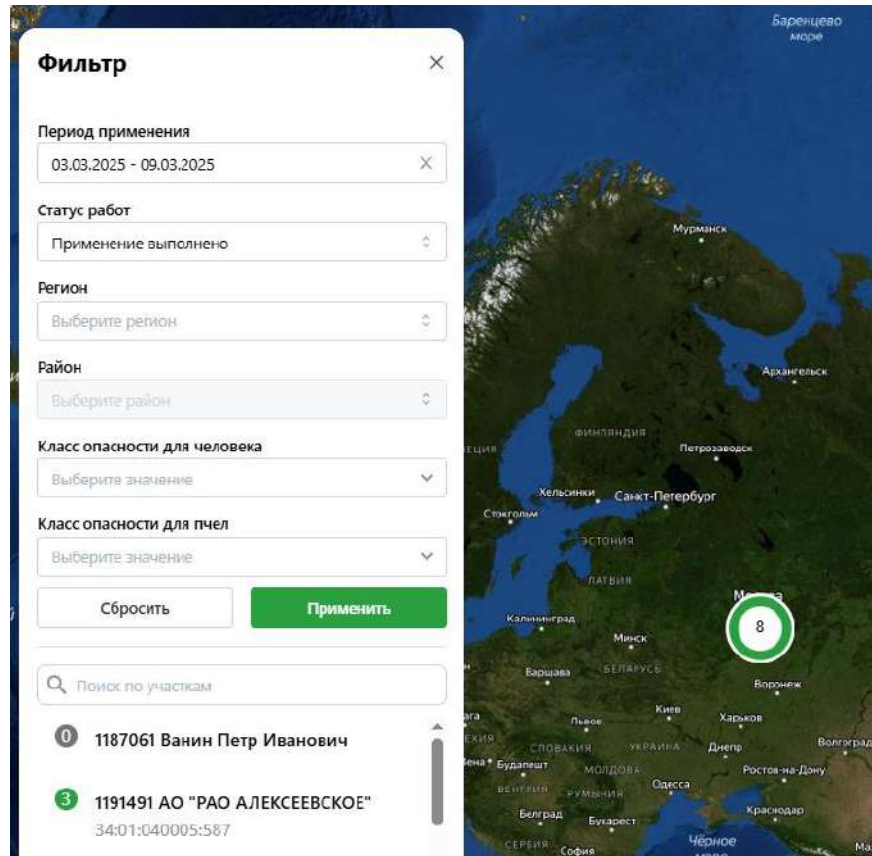 Фильтр
Период применения
03.03.2025 - 09.03.2025
Статус работ
Применение выполнено
Регион
Выберите регион
Район
Выберите район
Класс опасности для человека
Выберите значение
Класс опасности для пчел
Выберите значение
Сбросить
Применить
Поиск по участкам
0
1187061 Ванин Петр Иванович
3
1191491 АО "РАО АЛЕКСЕЕВСКОЕ"
34:01:040005:587
Баренцево
море
Мурманск
Архангельск
ФИНЛЯНДИЯ
Петрозаводск
Хельсинки
Санкт-Петербург
Стокгольм
ЭСТОНИЯ
ЛАТВИЯ
8
Калининград
Минск
Варшава
БЕЛАРУСЬ
Воронеж
Киев
Харьков
Львов
СЛОВАКИЯ
УКРАИНА
Днепр
Волгоград
Будапешт
МОЛДОВА
Ростов-на-Дону
ВЕНГРИЯ
РУМЫНИЯ
Одесса
Белград
Бухарест
Краснодар
СЕРБИЯ
София
Чёрное